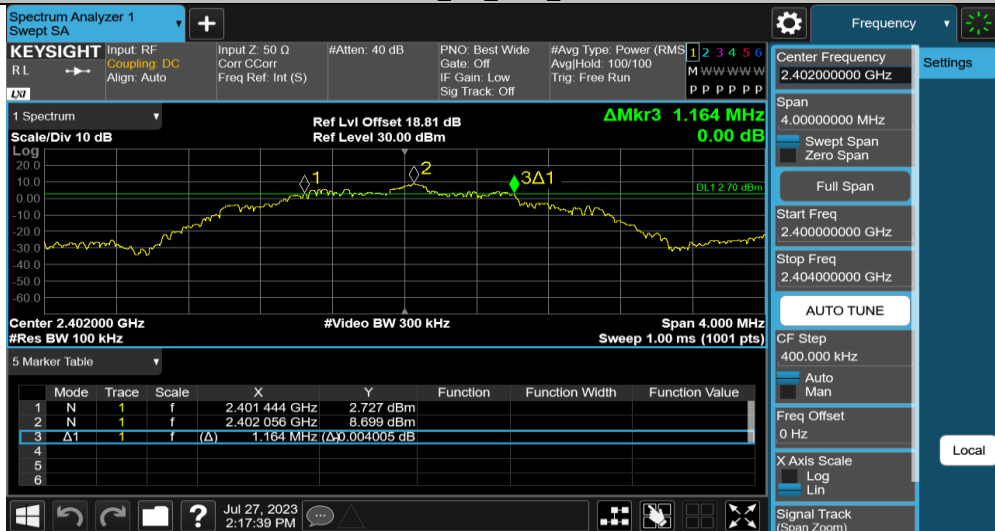 Spectrum Analyzer 1
Swept SA
Frequency
KEYSIGHT
R L
LXI
Input: RF
Coupling: DC
Align: Auto
Input Z: 50 Ω
Corr CCorr
Freq Ref: Int (S)
#Atten: 40 dB
PNO: Best Wide
Gate: Off
IF Gain: Low
Sig Track: Off
#Avg Type: Power (RMS
Avg|Hold: 100/100
Trig: Free Run
1 2 3 4 5 6
M W W W W W
P P P P P P
1 Spectrum
Scale/Div 10 dB
Log
Ref Lvl Offset 18.81 dB
Ref Level 30.00 dBm
ΔMkr3 1.164 MHz
0.00 dB
20.0
10.0
0.00
-10.0
-20.0
-30.0
-40.0
-50.0
-60.0
1
2
3Δ1
DL1 2.70 dBm
Center 2.402000 GHz
#Res BW 100 kHz
#Video BW 300 kHz
Span 4.000 MHz
Sweep 1.00 ms (1001 pts)
5 Marker Table
Mode Trace Scale X Y Function Function Width Function Value
1 N 1 f 2.401 444 GHz 2.727 dBm
2 N 1 f 2.402 056 GHz 8.699 dBm
3 Δ1 1 f (Δ) 1.164 MHz (Δ) -0.004005 dB
4
5
6
Jul 27, 2023
2:17:39 PM
Center Frequency
2.402000000 GHz
Span
4.00000000 MHz
Swept Span
Zero Span
Full Span
Start Freq
2.400000000 GHz
Stop Freq
2.404000000 GHz
AUTO TUNE
CF Step
400.000 kHz
Auto
Man
Freq Offset
0 Hz
X Axis Scale
Log
Lin
Signal Track
(Span Zoom)
Settings
Local